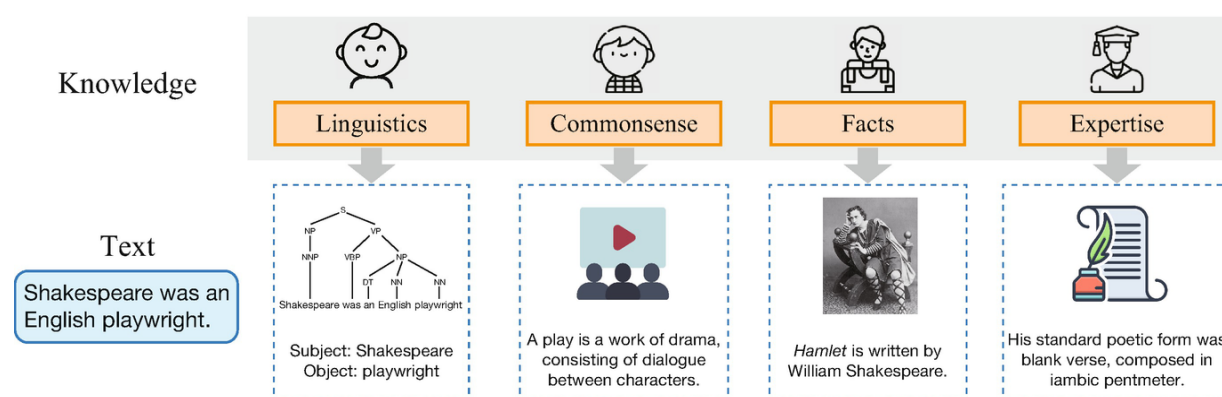 Knowledge
Linguistics
Commonsense
Facts
Expertise
Text
Shakespeare was an
English playwright.
S
NP
VP
NNP
VBP
NP
DT
NN
NN
Shakespeare was an English playwright
Subject: Shakespeare
Object: playwright
A play is a work of drama,
consisting of dialogue
between characters.
Hamlet is written by
William Shakespeare.
His standard poetic form was
blank verse, composed in
iambic pentmeter.